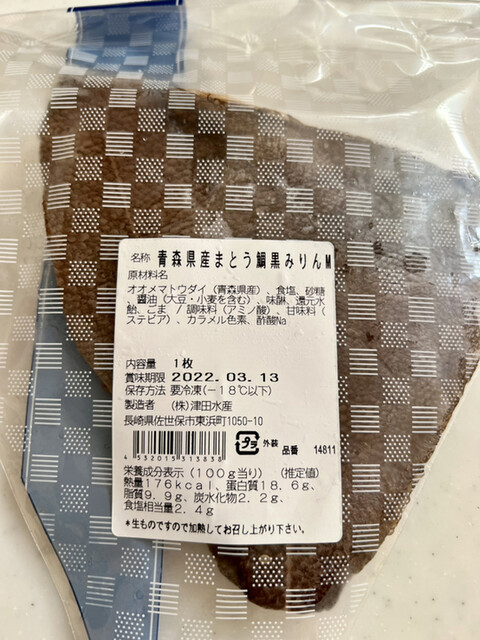 名称 青森県産まとう鯛黒みりんM
原材料名
オオメマトウダイ（青森県産）、食塩、砂糖
、醤油（大豆・小麦を含む）、味醂、還元水
飴、ごま / 調味料（アミノ酸）、甘味料（
ステビア）、カラメル色素、酢酸Na
内容量 1枚
賞味期限 2022.03.13
保存方法 要冷凍(－18℃以下)
製造者 (株)津田水産
長崎県佐世保市東浜町1050-10
4 532015 313838
プラ 外装 品番 14811
栄養成分表示（100g当り）（推定値）
熱量176kcal、蛋白質18.6g、
脂質9.9g、炭水化物2.2g、
食塩相当量2.4g
*生ものですので加熱してお召し上がり下さい。